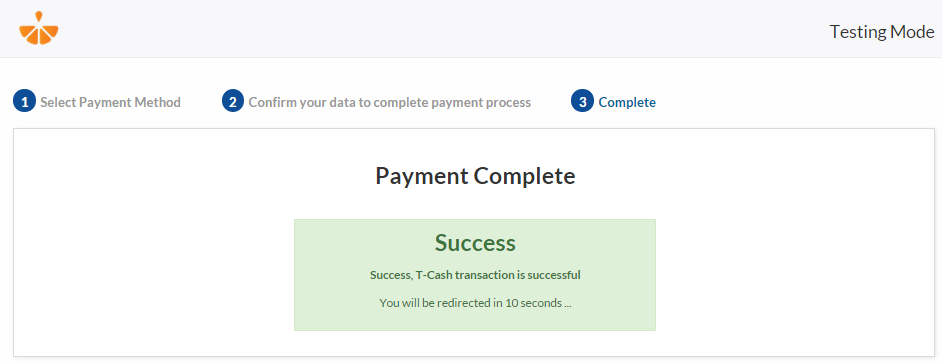 Testing Mode
1 Select Payment Method 2 Confirm your data to complete payment process 3 Complete
Payment Complete
Success
Success, T-Cash transaction is successful
You will be redirected in 10 seconds ...